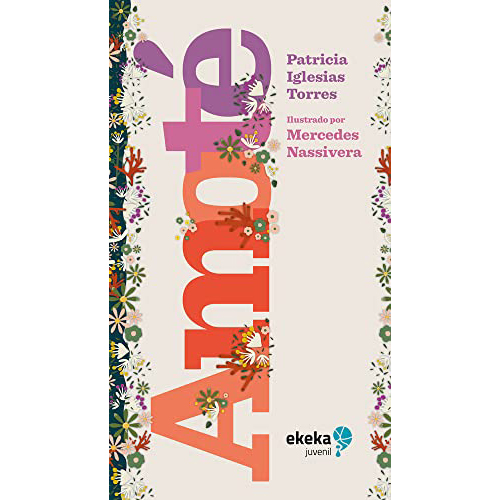 Amoté
Patricia
Iglesias
Torres
Ilustrado por
Mercedes
Nassivera
ekeka
juvenil